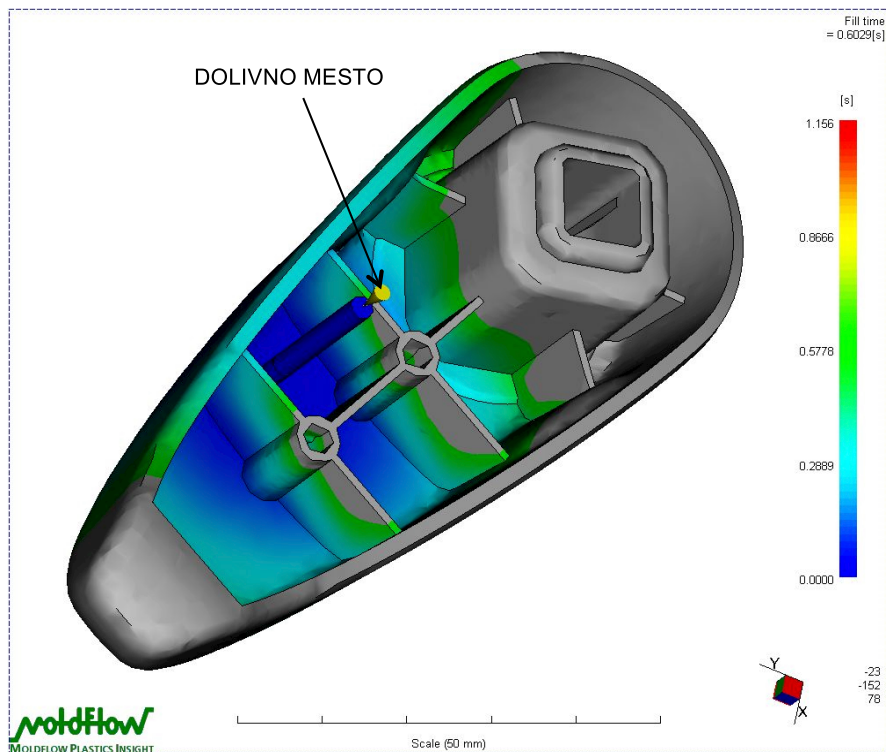 Fill time
= 0.6029[s]
DOLIVNO MESTO
[s]
1.156
0.8666
0.5778
0.2889
0.0000
Y
X
-23
-152
78
moldflow
MOLDFLOW PLASTICS INSIGHT
Scale (50 mm)